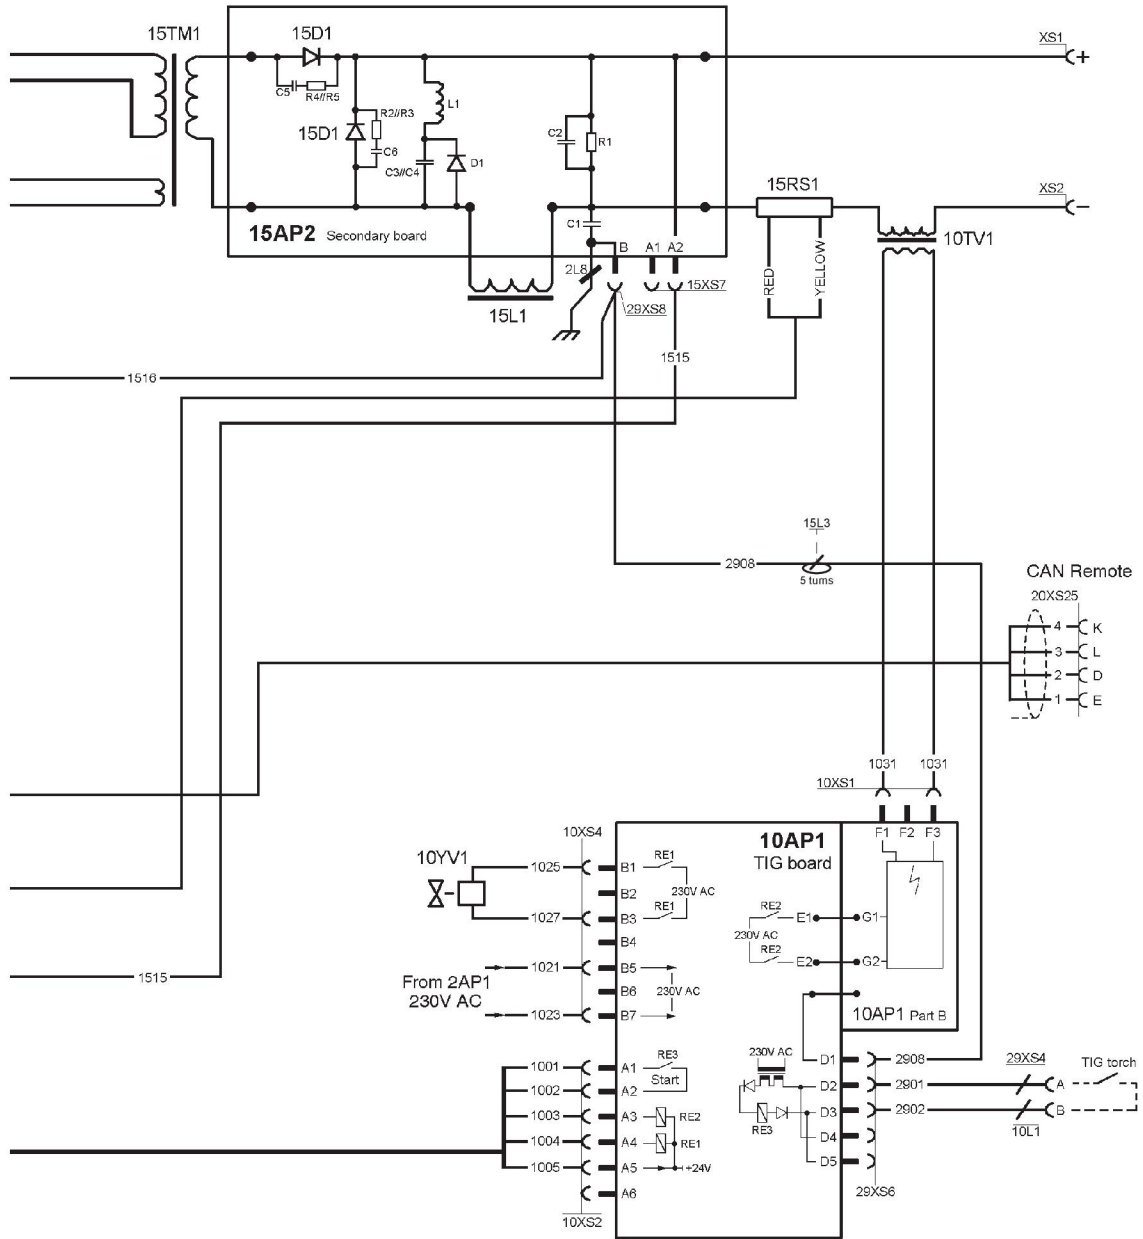 15TM1
15D1
XS1
+
C5
R4//R5
L1
R2//R3
15D1
C6
C3//C4
D1
C2
R1
15RS1
XS2
−
15AP2 Secondary board
C1
10TV1
B
A1
A2
2L8
RED
YELLOW
15XS7
29XS8
15L1
1515
1516
15L3
2908
5 turns
CAN Remote
20XS25
4
K
3
L
2
D
1
E
1031
1031
10XS1
10XS4
10AP1
TIG board
F1
F2
F3
10YV1
1025
B1
RE1
230V AC
B2
1027
B3
RE1
RE2
E1
G1
230V AC
B4
RE2
E2
G2
1515
From 2AP1
230V AC
1021
B5
B6
230V AC
1023
B7
10AP1 Part B
1001
A1
RE3
Start
230V AC
D1
2908
29XS4
TIG torch
1002
A2
D2
2901
A
1003
A3
RE2
RE3
D3
2902
B
10L1
1004
A4
RE1
D4
1005
A5
+24V
D5
A6
29XS6
10XS2